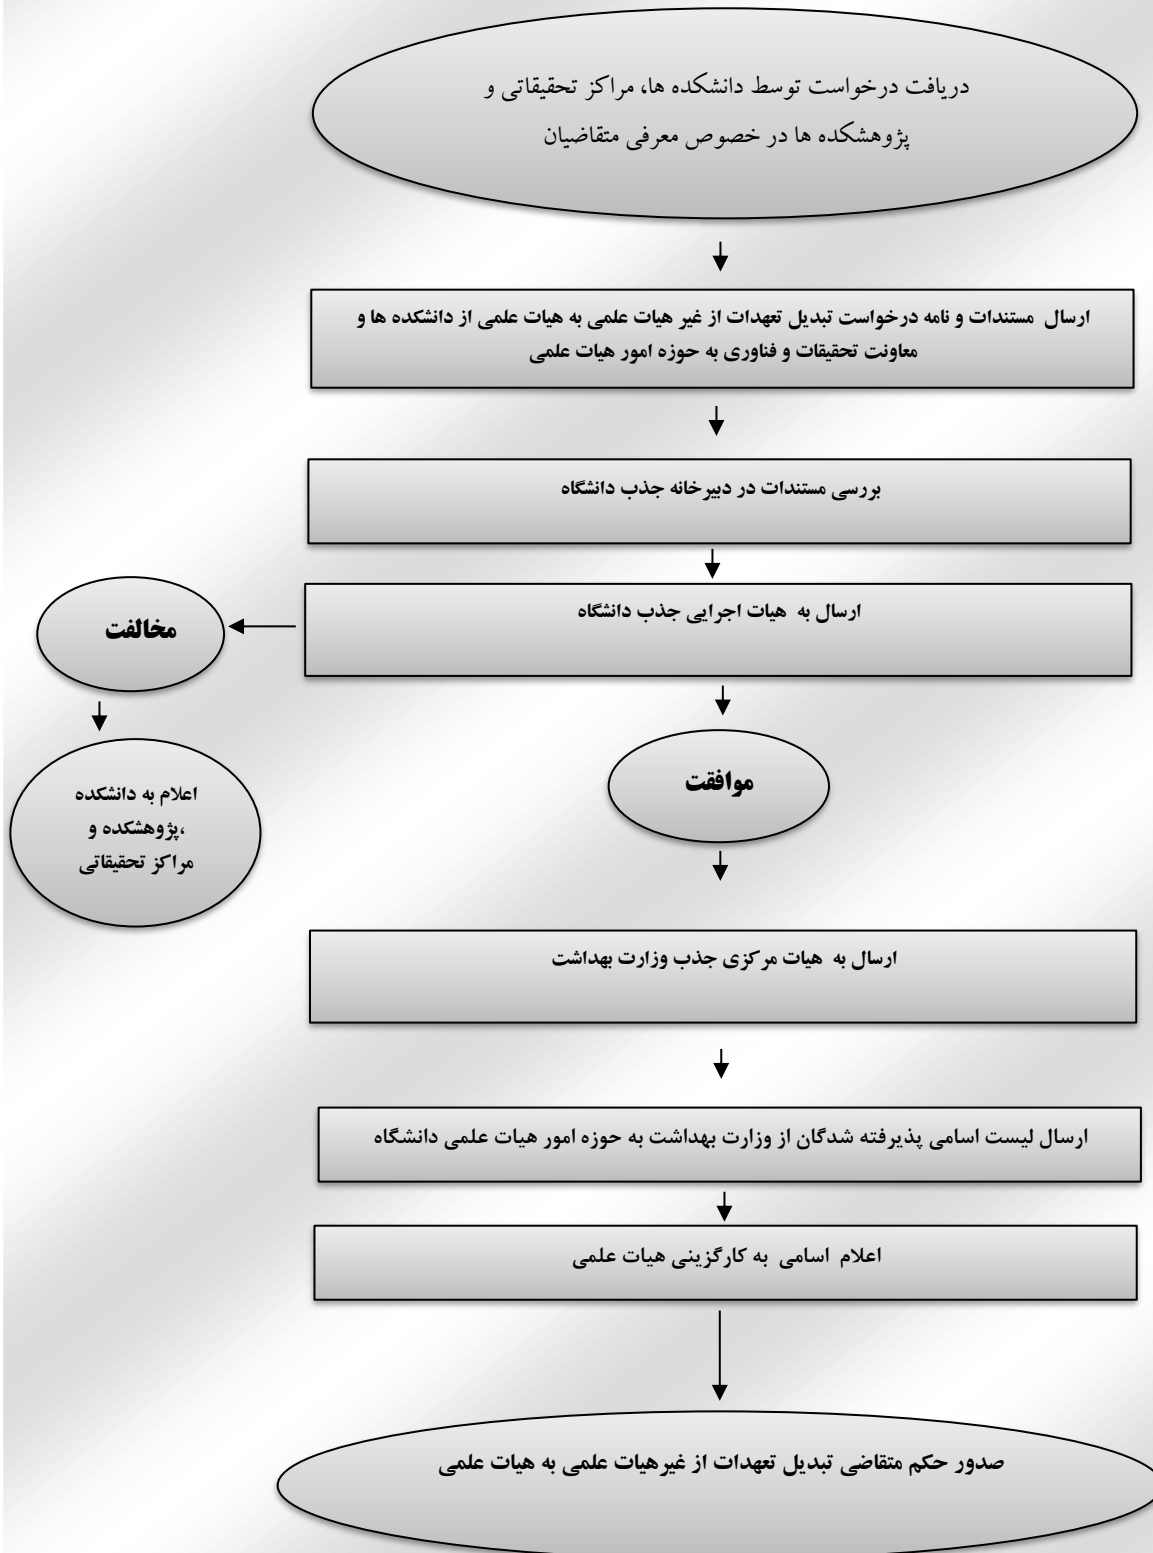 دریافت درخواست توسط دانشکده ها، مراکز تحقیقاتی و
پژوهشکده ها در خصوص معرفی متقاضیان
ارسال مستندات و نامه درخواست تبدیل تعهدات از غیر هیات علمی به هیات علمی از دانشکده ها و
معاونت تحقیقات و فناوری به حوزه امور هیات علمی
بررسی مستندات در دبیرخانه جذب دانشگاه
ارسال به هیات اجرایی جذب دانشگاه
مخالفت
اعلام به دانشکده
،پژوهشکده و
مراکز تحقیقاتی
موافقت
ارسال به هیات مرکزی جذب وزارت بهداشت
ارسال لیست اسامی پذیرفته شدگان از وزارت بهداشت به حوزه امور هیات علمی دانشگاه
اعلام اسامی به کارگزینی هیات علمی
صدور حکم متقاضی تبدیل تعهدات از غیرهیات علمی به هیات علمی